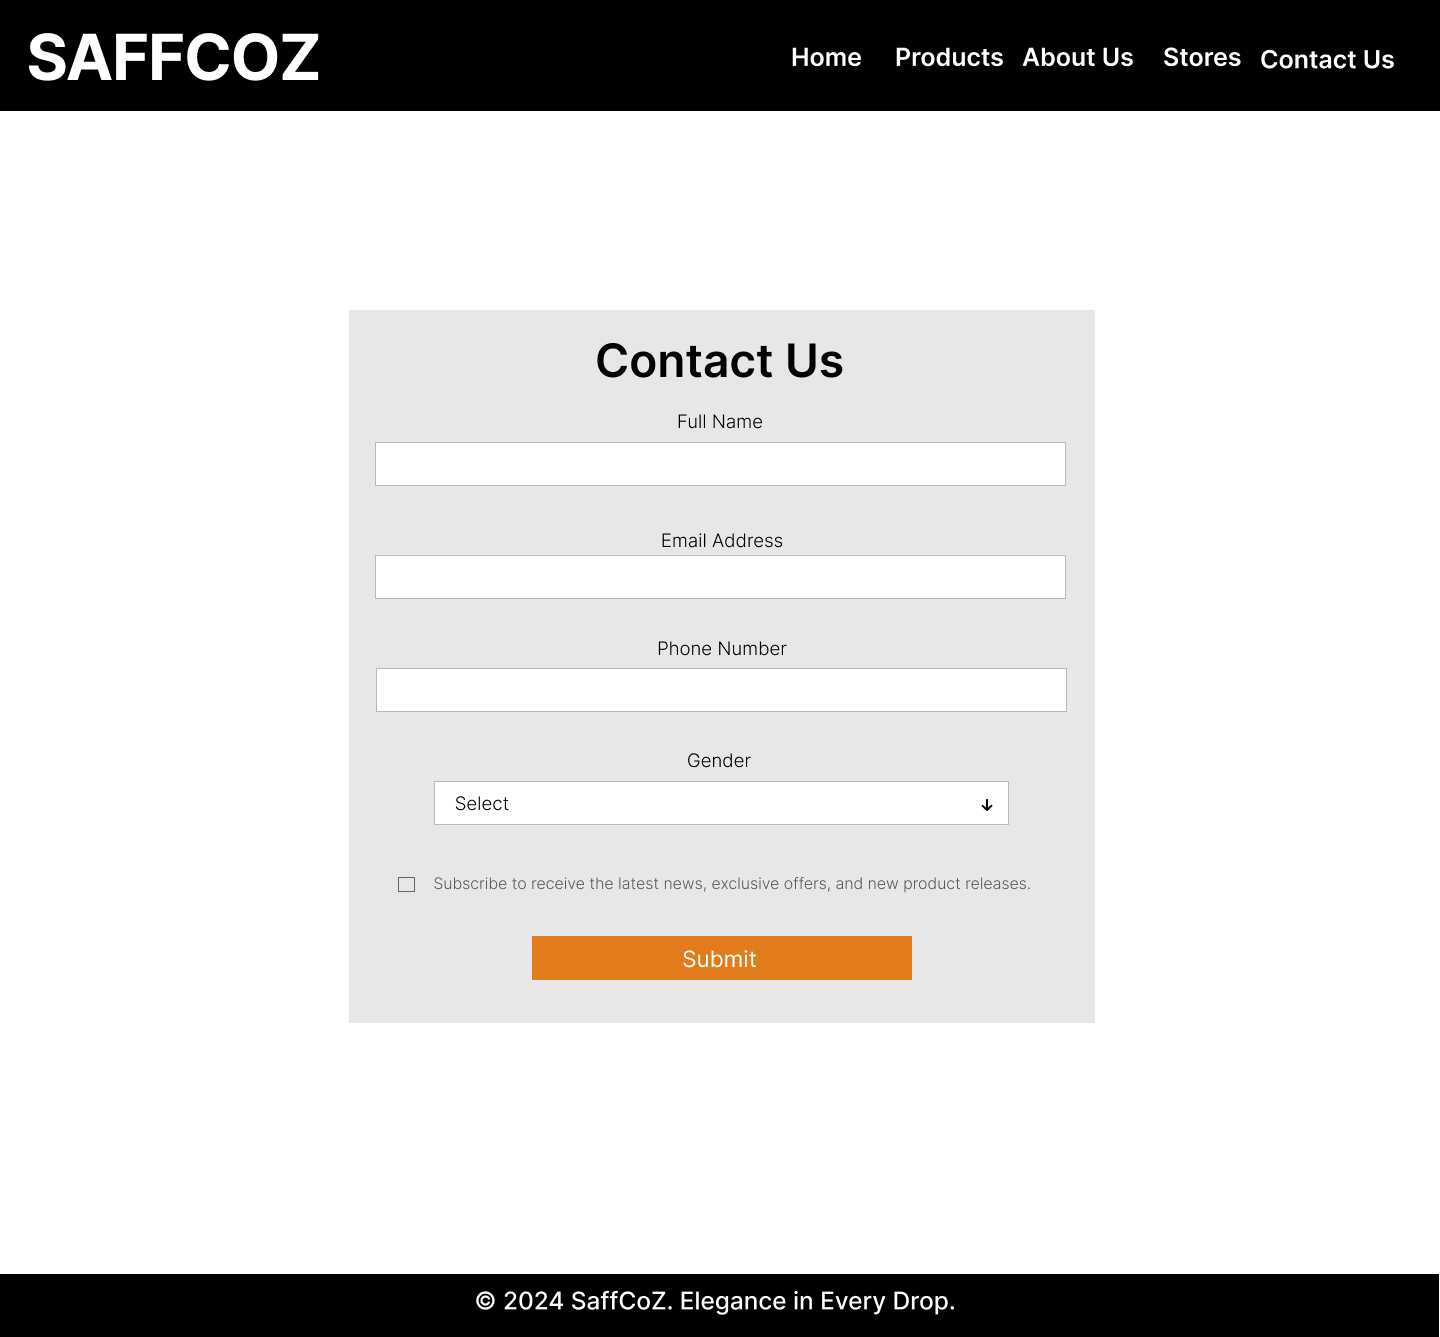 SAFFCOZ
Home Products About Us Stores Contact Us
Contact Us
Full Name
Email Address
Phone Number
Gender
Select
Subscribe to receive the latest news, exclusive offers, and new product releases.
Submit
© 2024 SaffCoZ. Elegance in Every Drop.